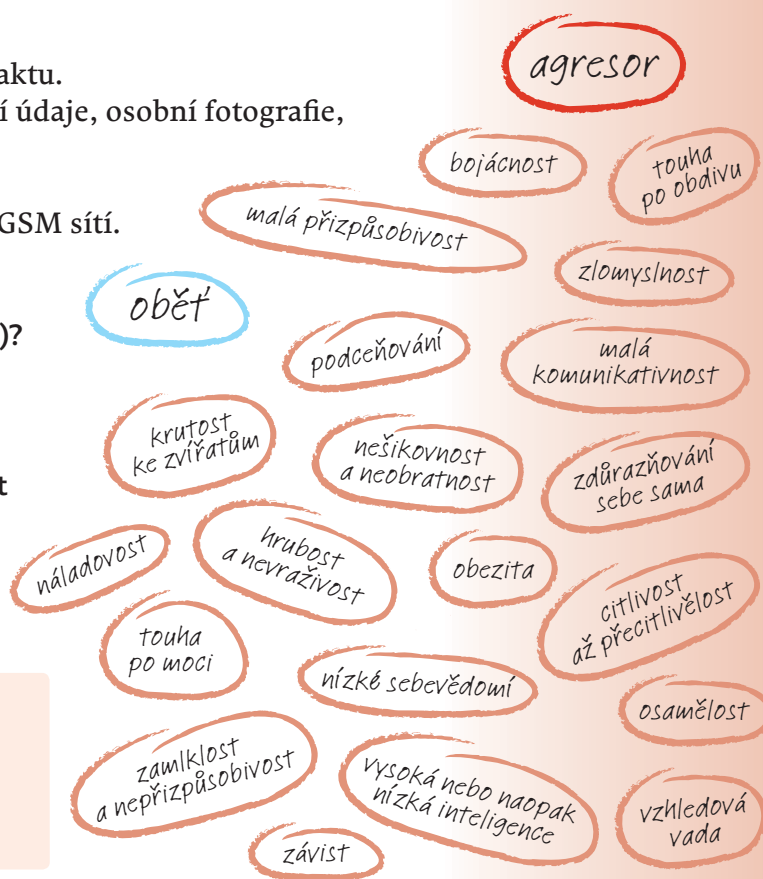 aktu.
í údaje, osobní fotografie,
GSM sítí.
)?
t
agresor
bojácnost
touha
po obdivu
malá přizpůsobivost
zlomyslnost
oběť
podceňování
malá
komunikativnost
krutost
ke zvířatům
nešikovnost
a neobratnost
zdůrazňování
sebe sama
náladovost
hrubost
a nevraživost
obezita
citlivost
až přecitlivělost
touha
po moci
nízké sebevědomí
osamělost
zamlklost
a nepřizpůsobivost
vysoká nebo naopak
nízká inteligence
vzhledová
vada
závist